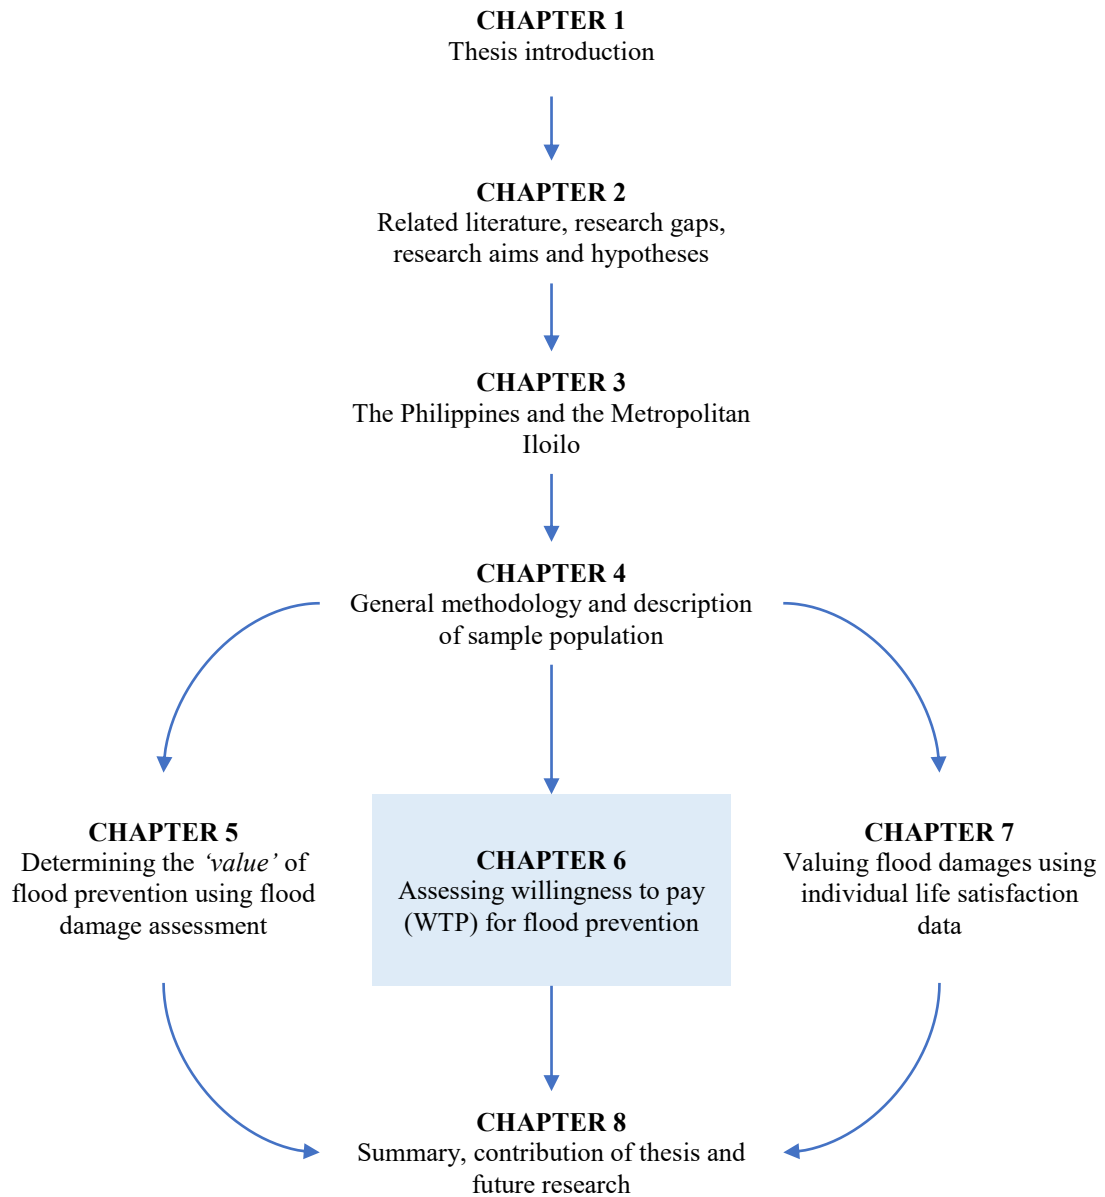 CHAPTER 1
Thesis introduction
CHAPTER 2
Related literature, research gaps,
research aims and hypotheses
CHAPTER 3
The Philippines and the Metropolitan
Iloilo
CHAPTER 4
General methodology and description
of sample population
CHAPTER 5
Determining the ‘value’ of
flood prevention using flood
damage assessment
CHAPTER 6
Assessing willingness to pay
(WTP) for flood prevention
CHAPTER 7
Valuing flood damages using
individual life satisfaction
data
CHAPTER 8
Summary, contribution of thesis and
future research